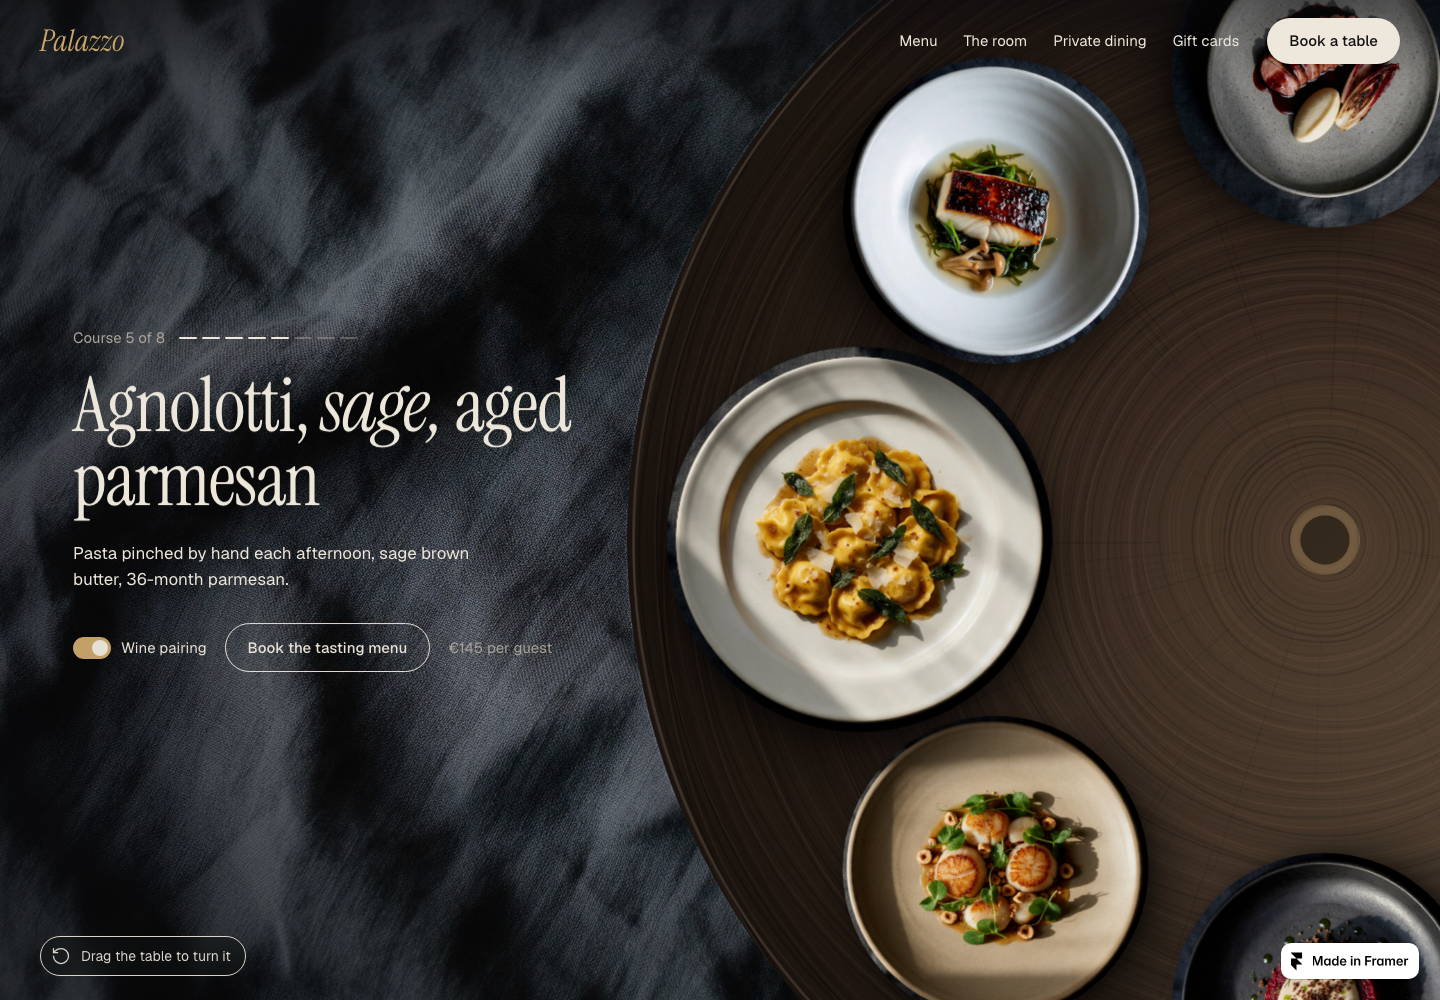 Palazzo
Menu
The room
Private dining
Gift cards
Book a table
Course 5 of 8
Agnolotti, sage, aged
parmesan
Pasta pinched by hand each afternoon, sage brown
butter, 36-month parmesan.
Wine pairing
Book the tasting menu
€145 per guest
Drag the table to turn it
Made in Framer